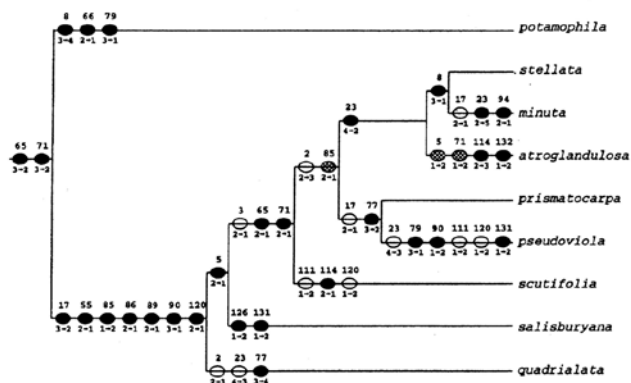 8 66 79
3-4 2-1 3-1
potamophila
stellata
8
3-1
17 23 94
2-1 2-5 2-1
minuta
23
4-2
5 71 114 132
1-2 1-2 2-3 1-2
atroglandulosa
65 71
3-2 3-2
2 85
2-3 2-1
prismatocarpa
17 77
2-1 3-2
23 79 90 111 120 131
4-3 3-1 1-2 1-2 1-2 1-2
pseudoviola
3 65 71
2-1 2-1 2-1
111 114 120
1-2 2-1 1-2
scutifolia
5
2-1
17 55 85 86 89 90 120
3-2 2-1 1-2 2-1 2-1 3-1 2-1
126 131
1-2 1-2
salisburyana
2 23 77
2-1 4-3 3-4
quadrialata